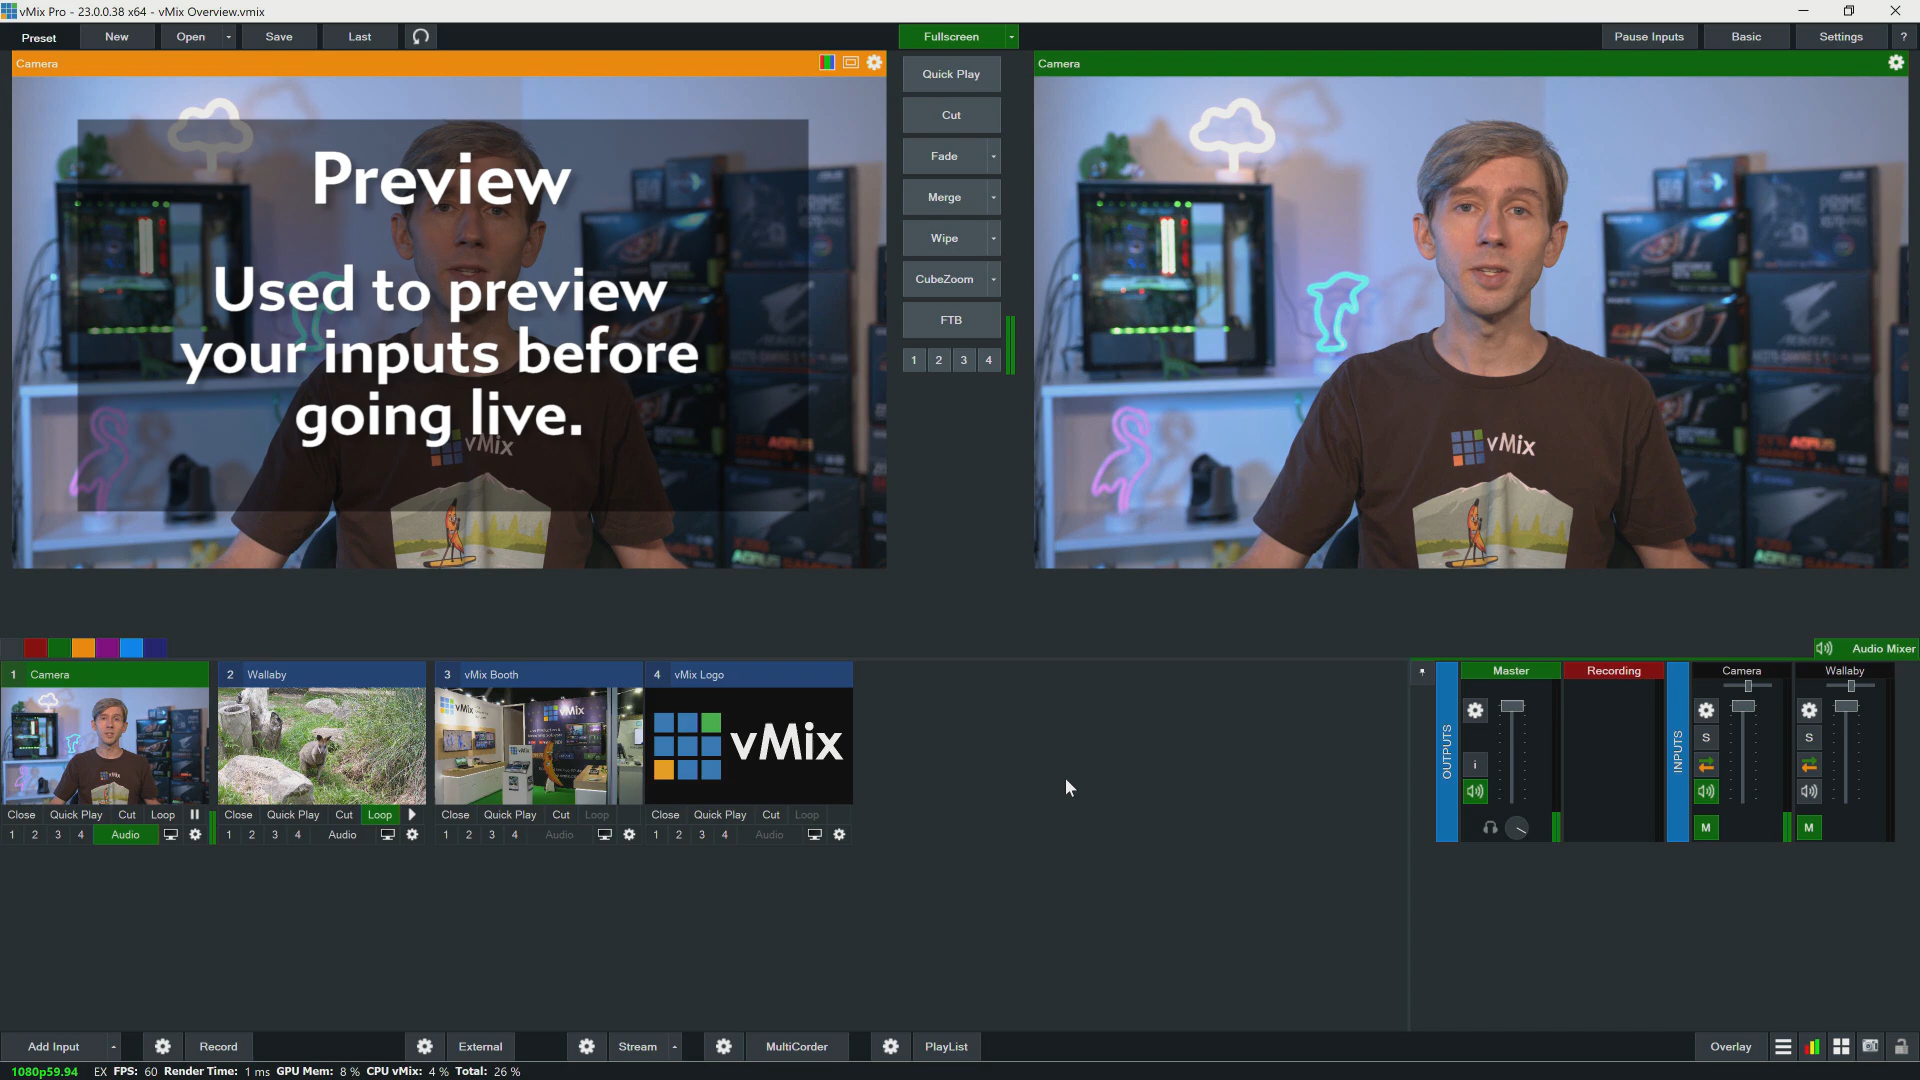 vMix Pro - 23.0.0.38 x64 - vMix Overview.vmix
Preset New Open Save Last Fullscreen Pause Inputs Basic Settings ?
Camera
Camera
Preview
Used to preview
your inputs before
going live.
vMix
Quick Play
Cut
Fade
Merge
Wipe
CubeZoom
FTB
1 2 3 4
PRIME
vMix
AORUS
Audio Mixer
1 Camera
2 Wallaby
3 vMix Booth
4 vMix Logo
vMix
vMix
vMix
Close Quick Play Cut Loop
1 2 3 4 Audio
Close Quick Play Cut Loop
1 2 3 4 Audio
Close Quick Play Cut Loop
1 2 3 4 Audio
Close Quick Play Cut Loop
1 2 3 4 Audio
OUTPUTS
Master
Recording
i
INPUTS
Camera
S
M
Wallaby
S
M
Add Input Record External Stream MultiCorder PlayList Overlay
1080p59.94 EX FPS: 60 Render Time: 1 ms GPU Mem: 8 % CPU vMix: 4 % Total: 26 %